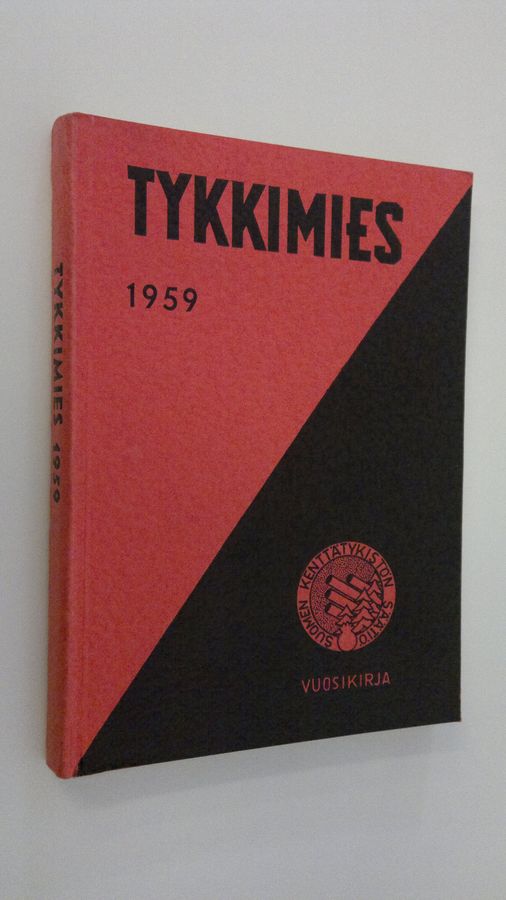 TYKKIMIES
1959
SUOMEN KENTTÄTYKISTÖN SÄÄTIÖ
VUOSIKIRJA
TYKKIMIES 1959